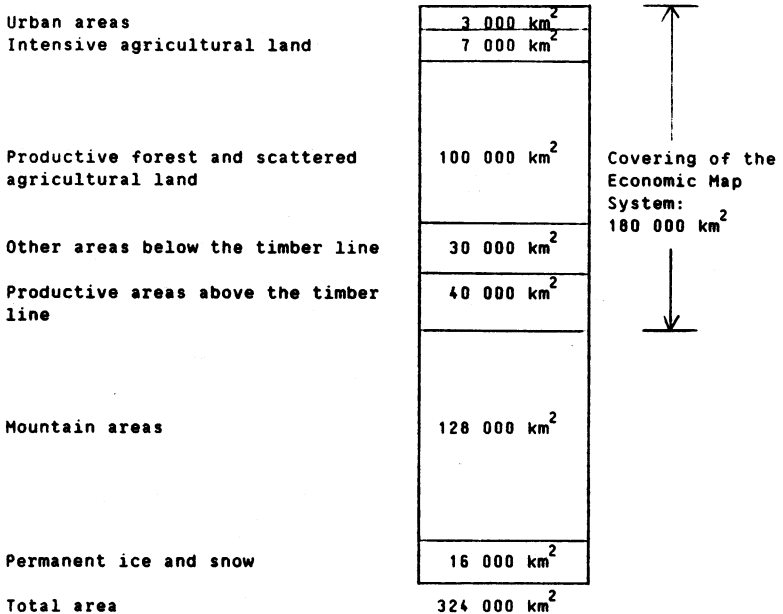 Urban areas 3 000 km²
Intensive agricultural land 7 000 km²
Productive forest and scattered 100 000 km²
agricultural land
Covering of the
Economic Map
System:
180 000 km²
Other areas below the timber line 30 000 km²
Productive areas above the timber 40 000 km²
line
Mountain areas 128 000 km²
Permanent ice and snow 16 000 km²
Total area 324 000 km²